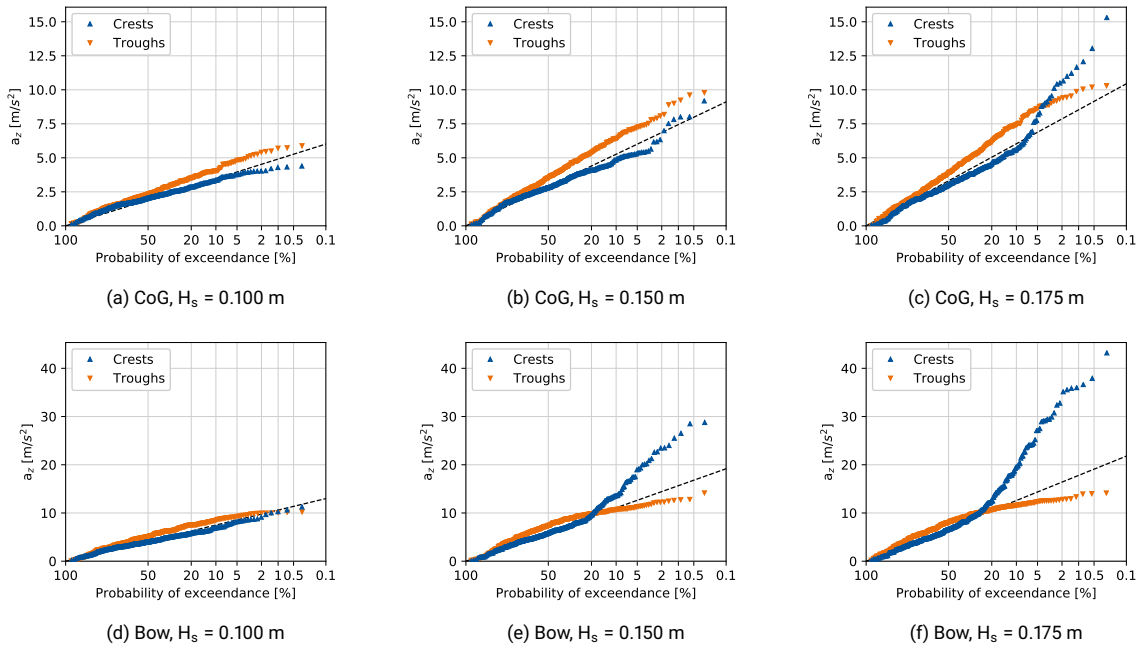 15.0
12.5
10.0
7.5
5.0
2.5
0.0
a_z [m/s²]
Crests
Troughs
100 50 20 10 5 2 1 0.5 0.1
Probability of exceedance [%]
(a) CoG, Hₛ = 0.100 m
15.0
12.5
10.0
7.5
5.0
2.5
0.0
a_z [m/s²]
Crests
Troughs
100 50 20 10 5 2 1 0.5 0.1
Probability of exceedance [%]
(b) CoG, Hₛ = 0.150 m
15.0
12.5
10.0
7.5
5.0
2.5
0.0
a_z [m/s²]
Crests
Troughs
100 50 20 10 5 2 1 0.5 0.1
Probability of exceedance [%]
(c) CoG, Hₛ = 0.175 m
40
30
20
10
0
a_z [m/s²]
Crests
Troughs
100 50 20 10 5 2 1 0.5 0.1
Probability of exceedance [%]
(d) Bow, Hₛ = 0.100 m
40
30
20
10
0
a_z [m/s²]
Crests
Troughs
100 50 20 10 5 2 1 0.5 0.1
Probability of exceedance [%]
(e) Bow, Hₛ = 0.150 m
40
30
20
10
0
a_z [m/s²]
Crests
Troughs
100 50 20 10 5 2 1 0.5 0.1
Probability of exceedance [%]
(f) Bow, Hₛ = 0.175 m